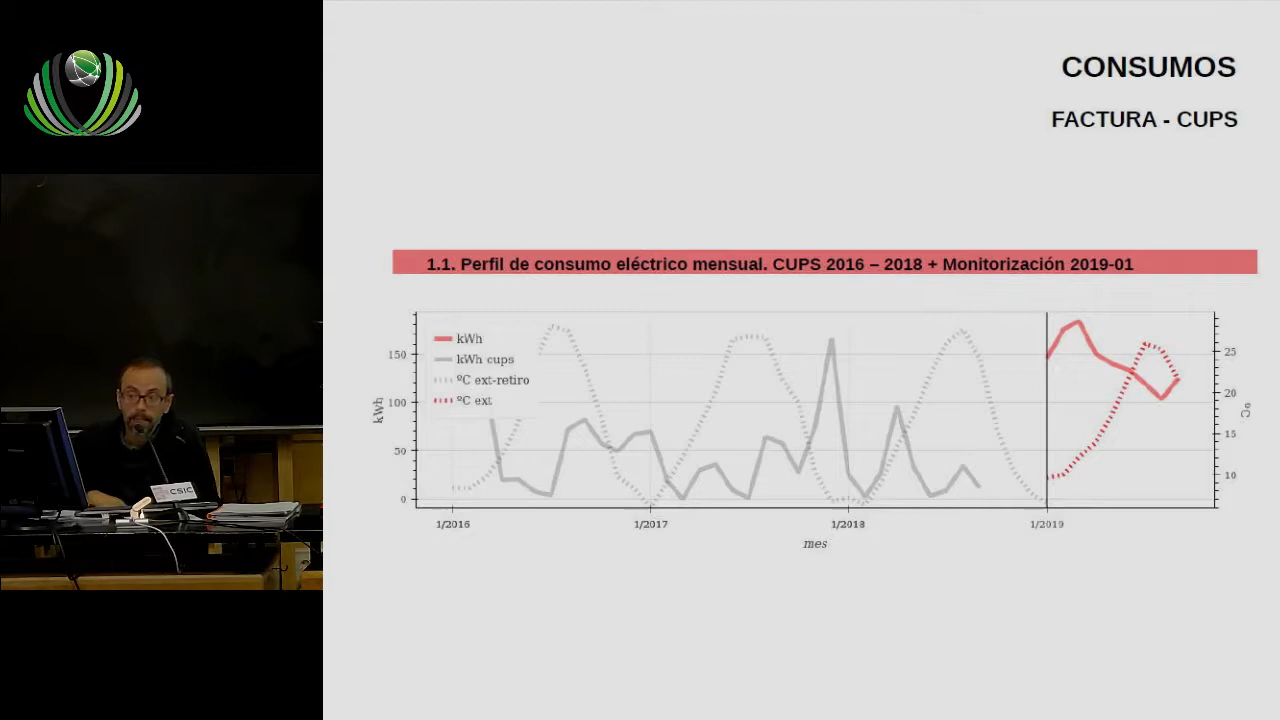 CONSUMOS
FACTURA - CUPS
1.1. Perfil de consumo eléctrico mensual. CUPS 2016 – 2018 + Monitorización 2019-01
kWh
kWh cups
ºC ext-retiro
ºC ext
kWh
150
100
50
0
25
20
15
10
ºC
1/2016
1/2017
1/2018
1/2019
mes
CSIC